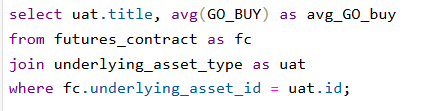 select uat.title, avg(GO_BUY) as avg_GO_buy
from futures_contract as fc
join underlying_asset_type as uat
where fc.underlying_asset_id = uat.id;